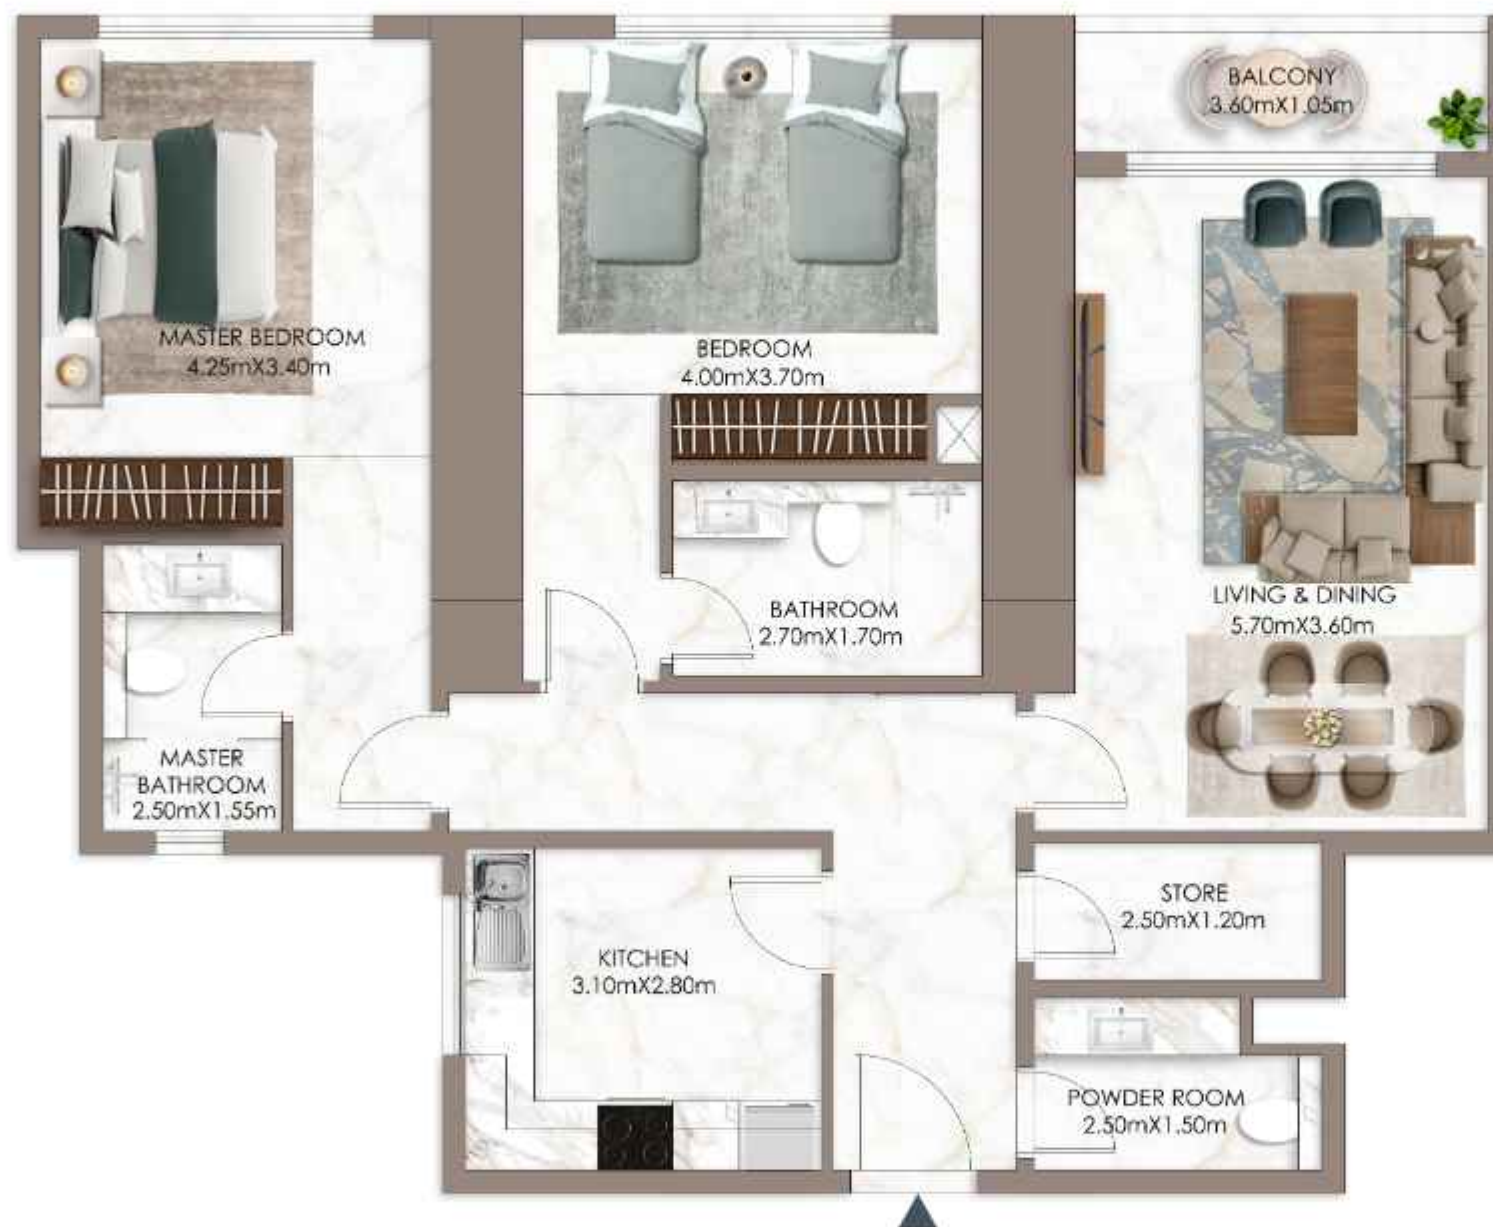 BALCONY
3.60mX1.05m
MASTER BEDROOM
4.25mX3.40m
BEDROOM
4.00mX3.70m
BATHROOM
2.70mX1.70m
LIVING & DINING
5.70mX3.60m
MASTER
BATHROOM
2.50mX1.55m
KITCHEN
3.10mX2.80m
STORE
2.50mX1.20m
POWDER ROOM
2.50mX1.50m